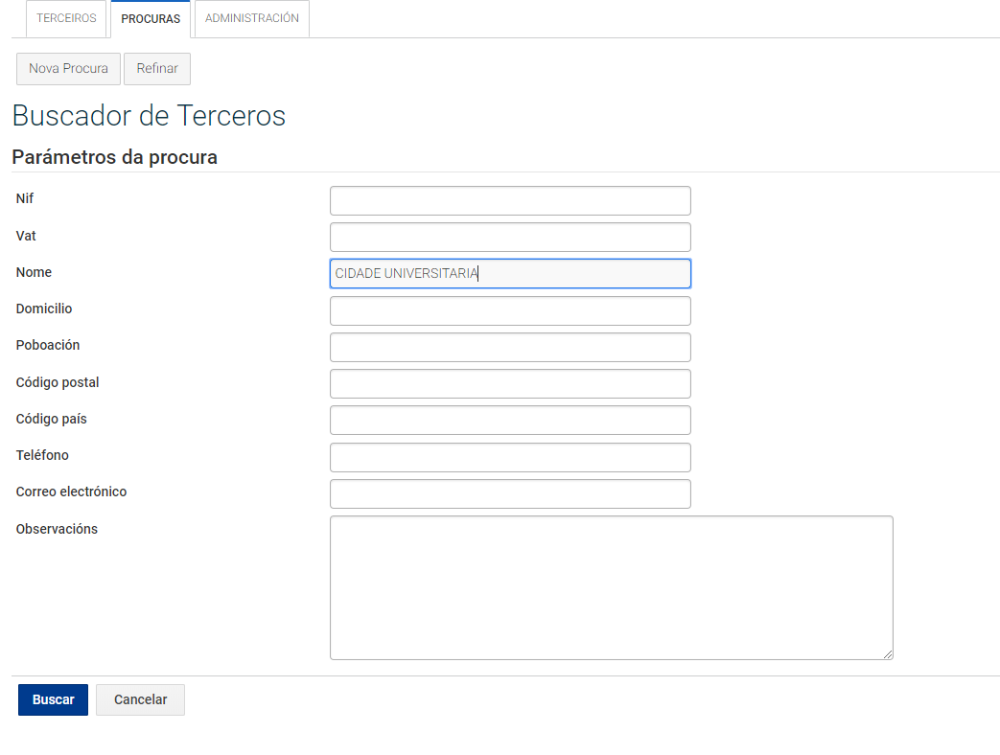 TERCEIROS
PROCURAS
ADMINISTRACIÓN
Nova Procura
Refinar
Buscador de Terceros
Parámetros da procura
Nif
Vat
Nome
CIDADE UNIVERSITARIA
Domicilio
Poboación
Código postal
Código país
Teléfono
Correo electrónico
Observacións
Buscar
Cancelar